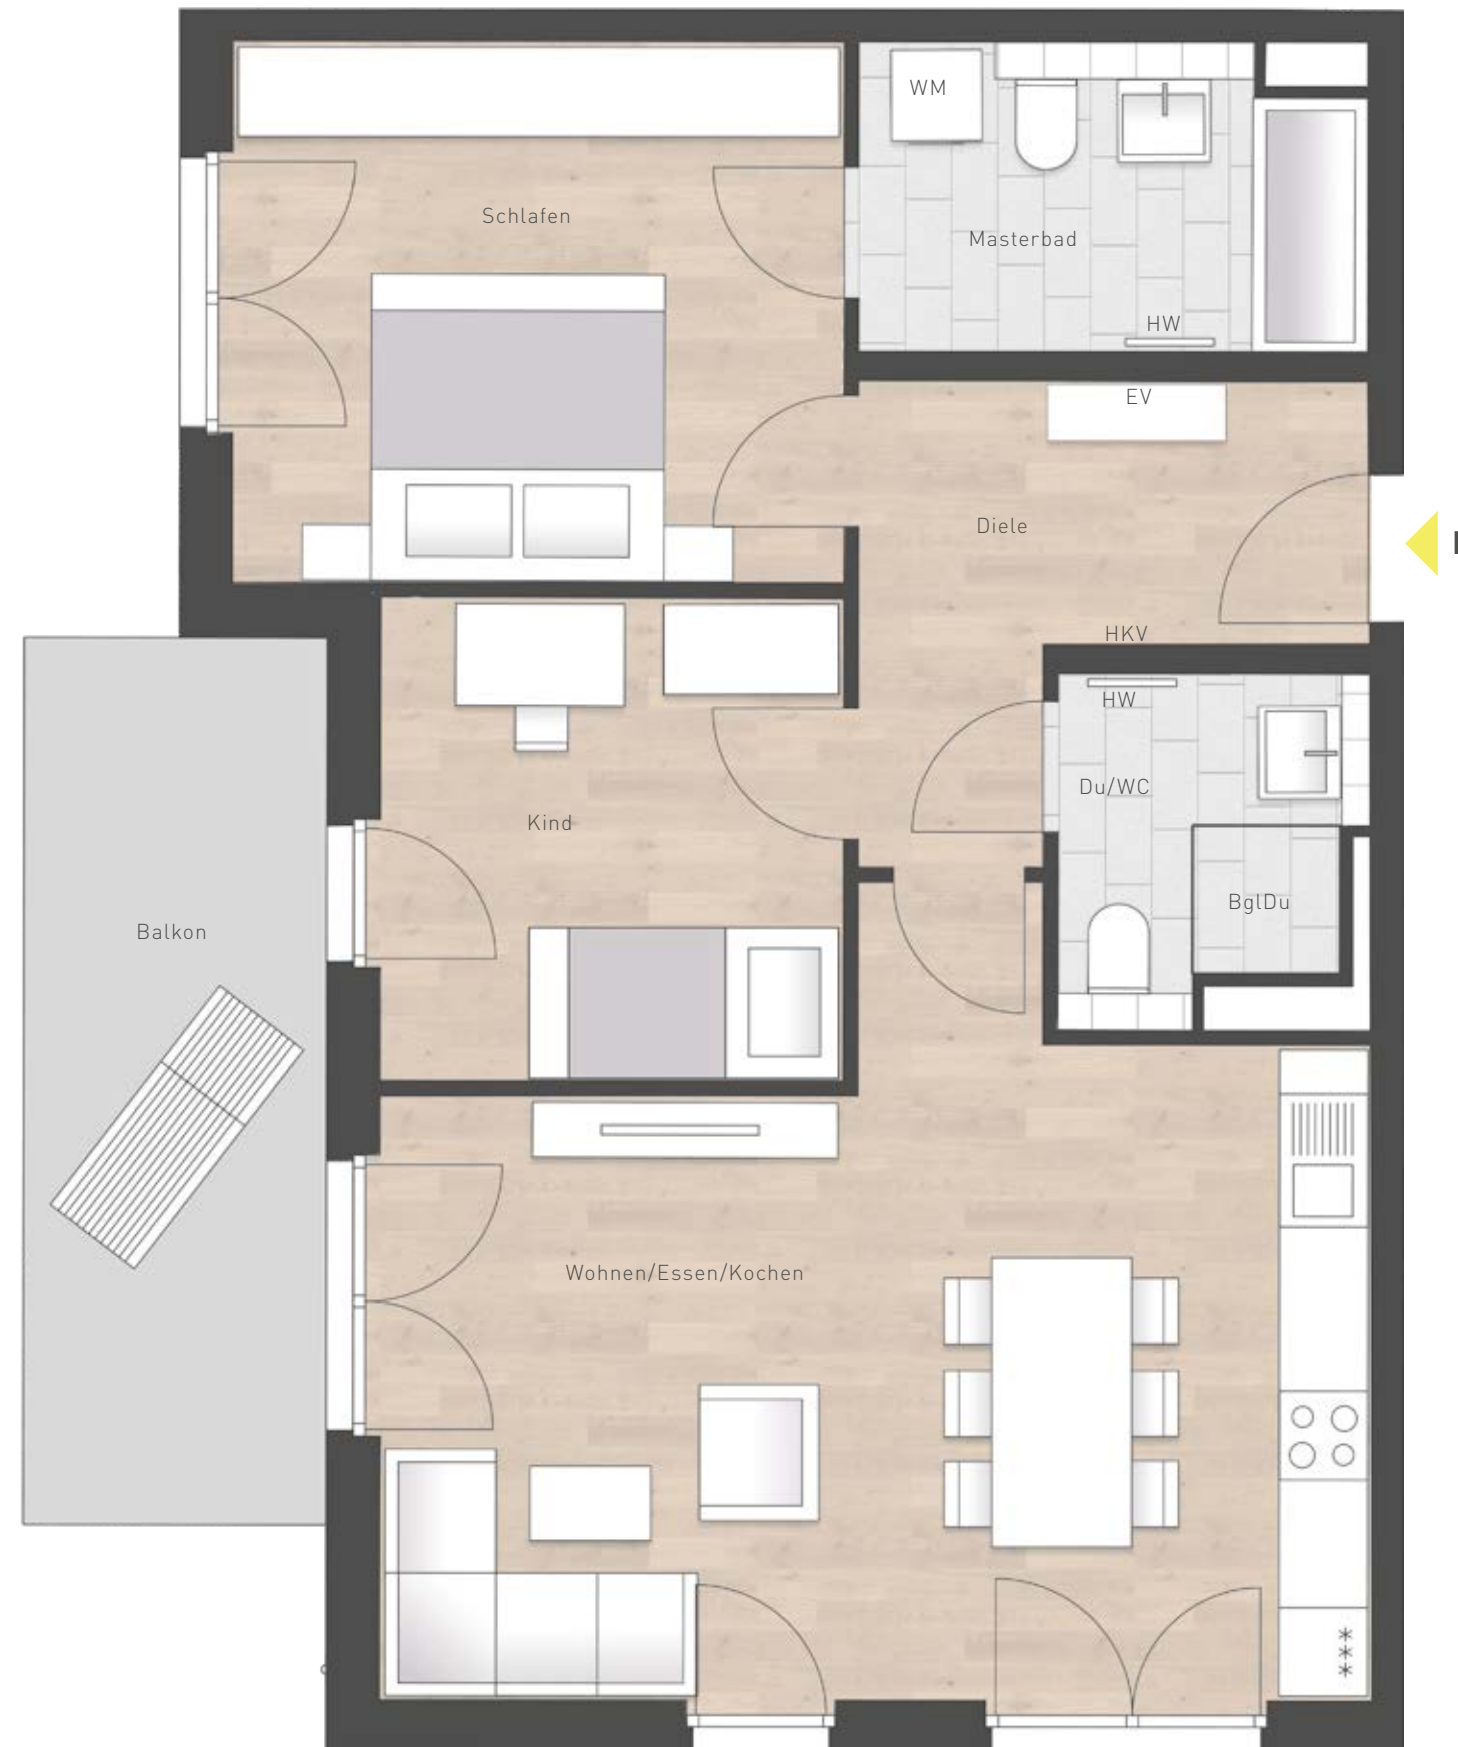 WM
Schlafen
Masterbad
HW
EV
Diele
HKV
HW
Du/WC
Kind
BglDu
Balkon
Wohnen/Essen/Kochen
***